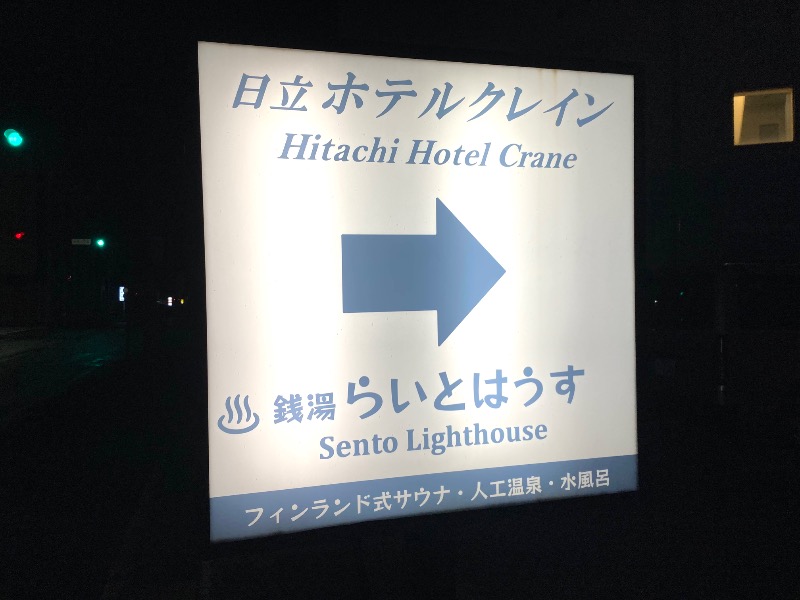 日立ホテルクレイン
Hitachi Hotel Crane
銭湯 らいとはうす
Sento Lighthouse
フィンランド式サウナ・人工温泉・水風呂